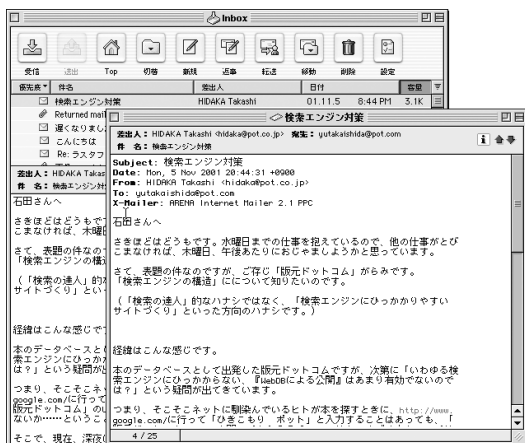 Inbox
受信 送出 Top 切替 新規 返事 転送 移動 削除 設定
優先度 件名 差出人 日付 容量
検索エンジン対策 HIDAKA Takashi 01.11.5 8:44 PM 3.1K
Returned mail
遅くなりまし
こんにちは
Re: ラスタフ
差出人： HIDAKA Takashi
件 名： 検索エンジン対
石田さんへ
さきほどはどうもで
こまなければ、木曜日
さて、表題の件なの
「検索エンジンの構造
（「検索の達人」的な
サイトづくり」とい
経緯はこんな感じで
本のデータベースと
索エンジンにひっか
は？」という疑問が出
つまり、そこそこネ
google.com/に行って
版元ドットコム」のい
ないか……というこ
そこで、現在、深夜に
検索エンジン対策
差出人： HIDAKA Takashi <hidaka@pot.co.jp> 宛先： yutakaishida@pot.com
件 名： 検索エンジン対策
Subject: 検索エンジン対策
Date: Mon, 5 Nov 2001 20:44:31 +0900
From: HIDAKA Takashi <hidaka@pot.co.jp>
To: yutakaishida@pot.com
X-Mailer: ARENA Internet Mailer 2.1 PPC
石田さんへ
さきほどはどうもです。水曜日までの仕事を抱えているので、他の仕事がとび
こまなければ、木曜日、午後あたりにおじゃましようかと思っています。
さて、表題の件なのですが、ご存じ「版元ドットコム」がらみです。
「検索エンジンの構造」にについて知りたいのです。
（「検索の達人」的なハナシではなく、「検索エンジンにひっかかりやすい
サイトづくり」といった方向のハナシです。）
経緯はこんな感じです。
本のデータベースとして出発した版元ドットコムですが、次第に「いわゆる検
索エンジンにひっからない、『WebDBによる公開』はあまり有効でないので
は？」という疑問が出てきています。
つまり、そこそこネットに馴染んでいるヒトが本を探すときに、http://www.
google.com/に行って「ひきこもり　ポット」と入力することはあっても、「
4 / 25